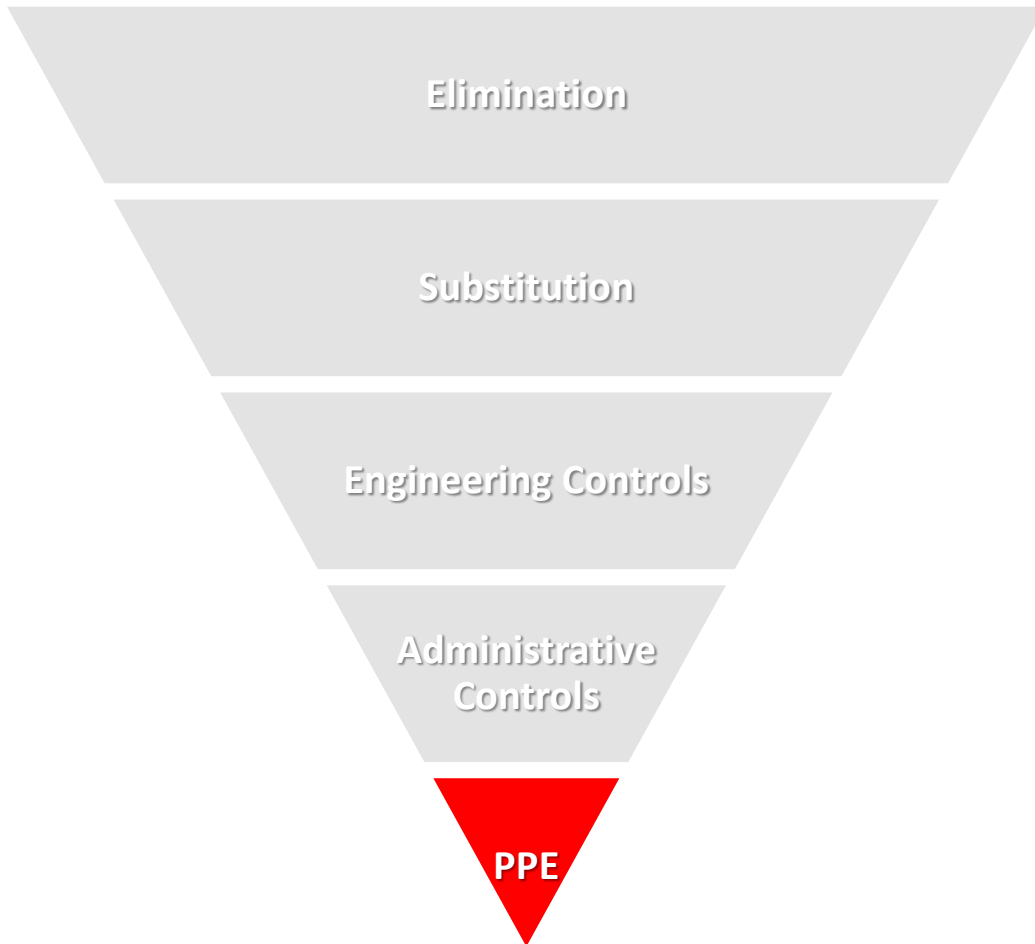 Elimination
Substitution
Engineering Controls
Administrative
Controls
PPE